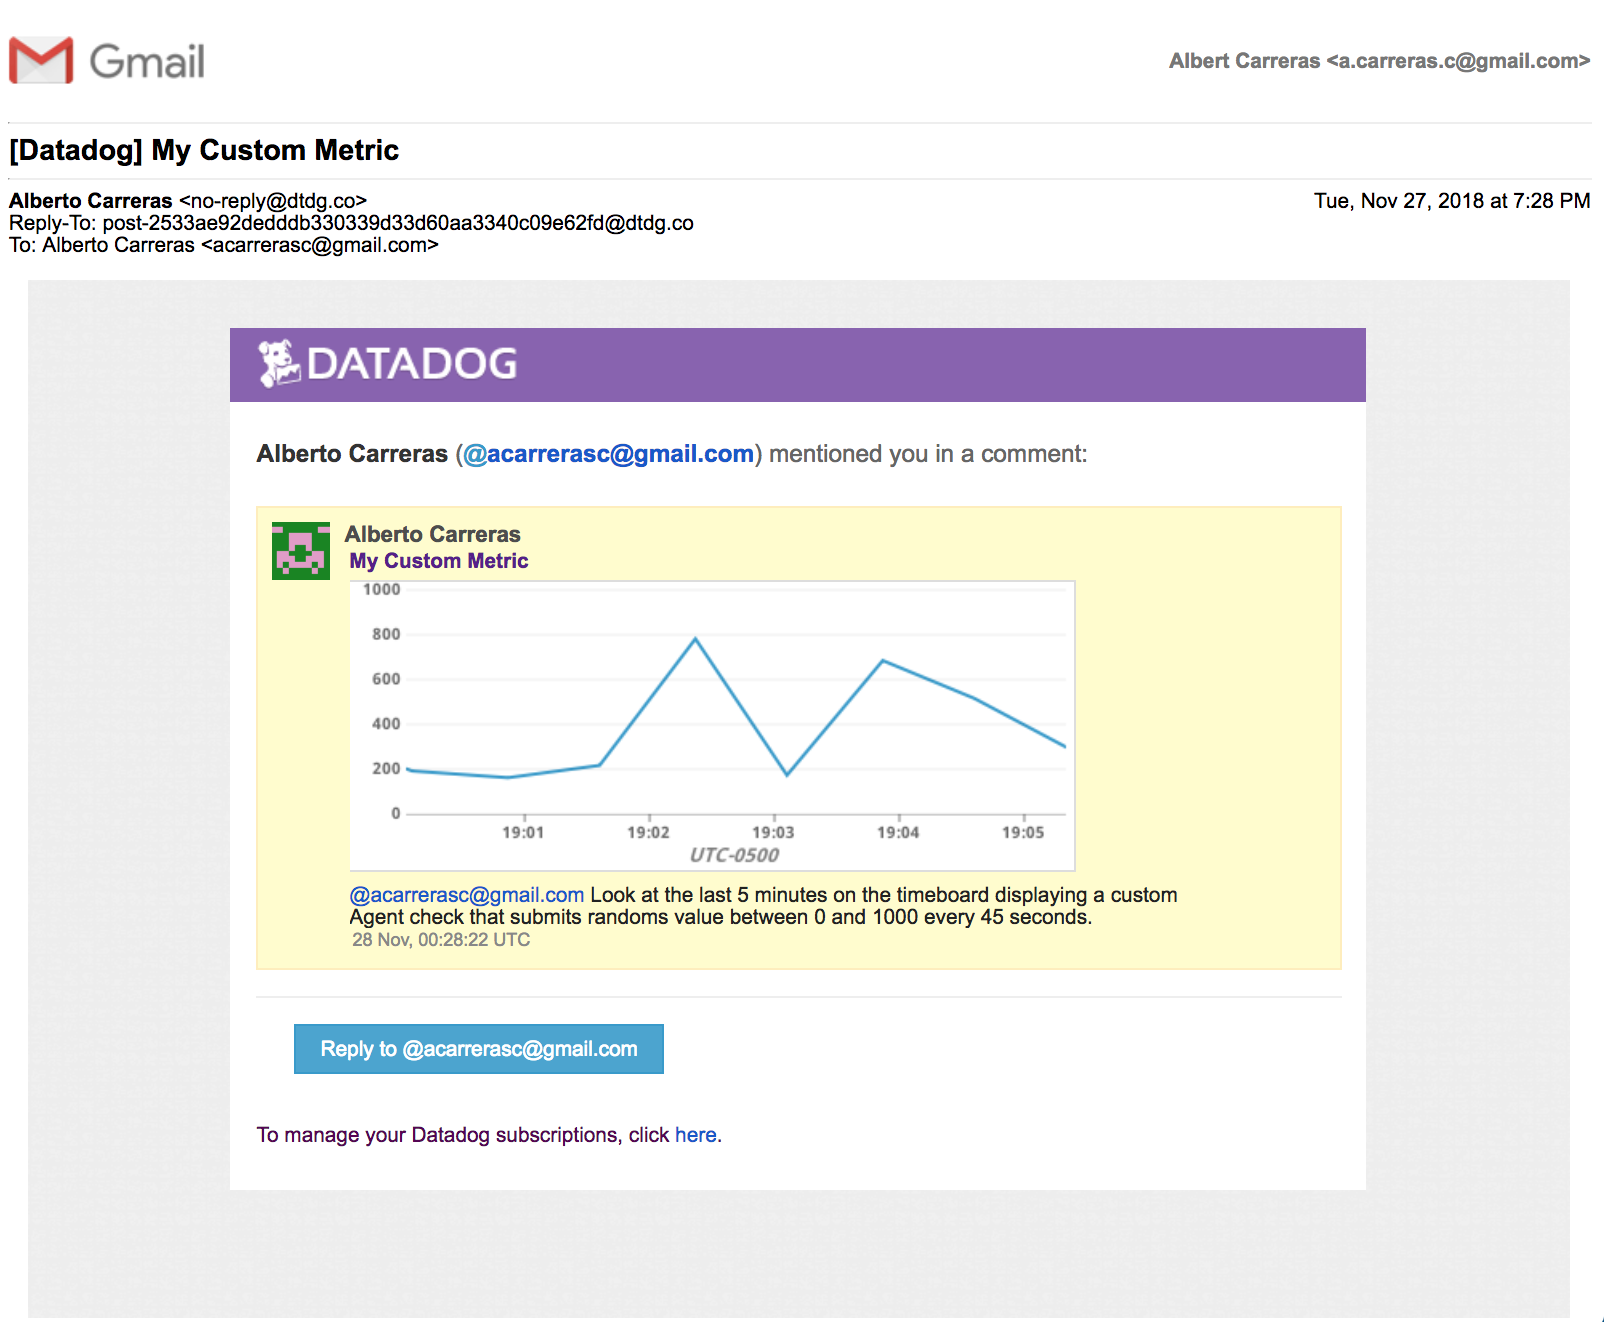 Gmail
Albert Carreras <a.carreras.c@gmail.com>
[Datadog] My Custom Metric
Alberto Carreras <no-reply@dtdg.co>
Tue, Nov 27, 2018 at 7:28 PM
Reply-To: post-2533ae92dedddb330339d33d60aa3340c09e62fd@dtdg.co
To: Alberto Carreras <acarrerasc@gmail.com>
DATADOG
Alberto Carreras (@acarrerasc@gmail.com) mentioned you in a comment:
Alberto Carreras
My Custom Metric
1000
800
600
400
200
0
19:01 19:02 19:03 19:04 19:05
UTC-0500
@acarrerasc@gmail.com Look at the last 5 minutes on the timeboard displaying a custom
Agent check that submits randoms value between 0 and 1000 every 45 seconds.
28 Nov, 00:28:22 UTC
Reply to @acarrerasc@gmail.com
To manage your Datadog subscriptions, click here.